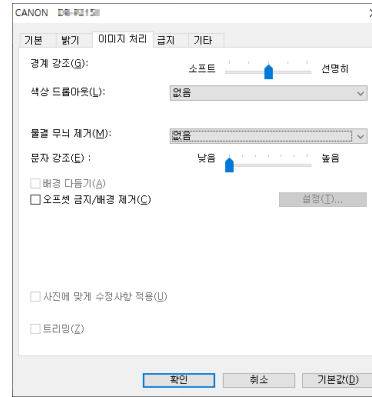 CANON DR-P215II
기본 밝기 이미지 처리 급지 기타
경계 강조(G): 소프트 선명히
색상 드롭아웃(L): 없음
물결 무늬 제거(M): 없음
문자 강조(E) : 낮음 높음
배경 다듬기(A)
오프셋 금지/배경 제거(C) 설정(T)...
사진에 맞게 수정사항 적용(U)
트리밍(Z)
확인 취소 기본값(D)